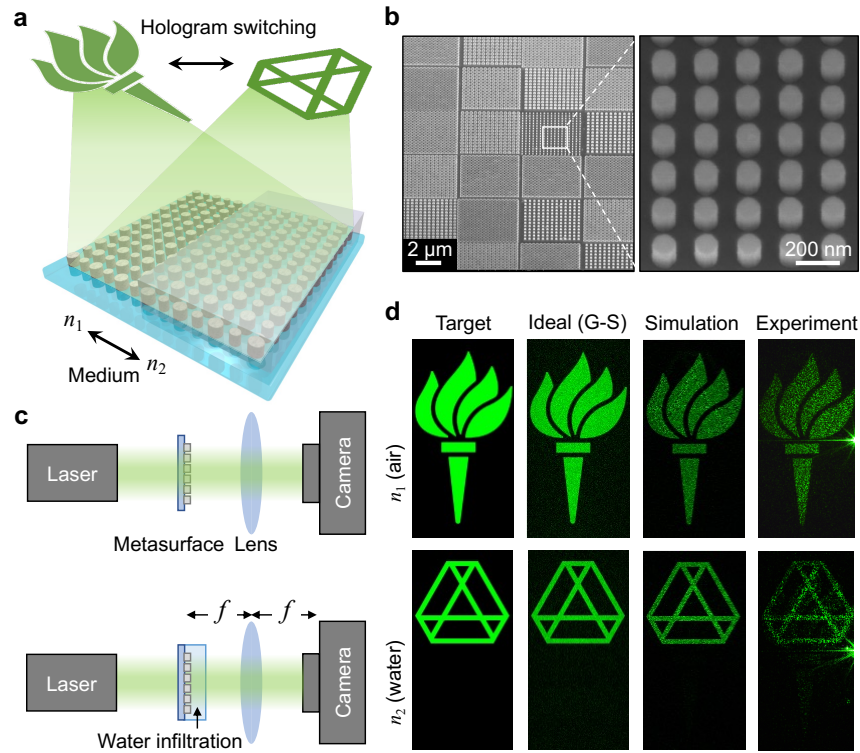 a
Hologram switching
n1
n2
Medium
b
2 μm
200 nm
c
Laser
Metasurface
Lens
Camera
f
f
Laser
Water infiltration
Camera
d
Target
Ideal (G-S)
Simulation
Experiment
n1 (air)
n2 (water)